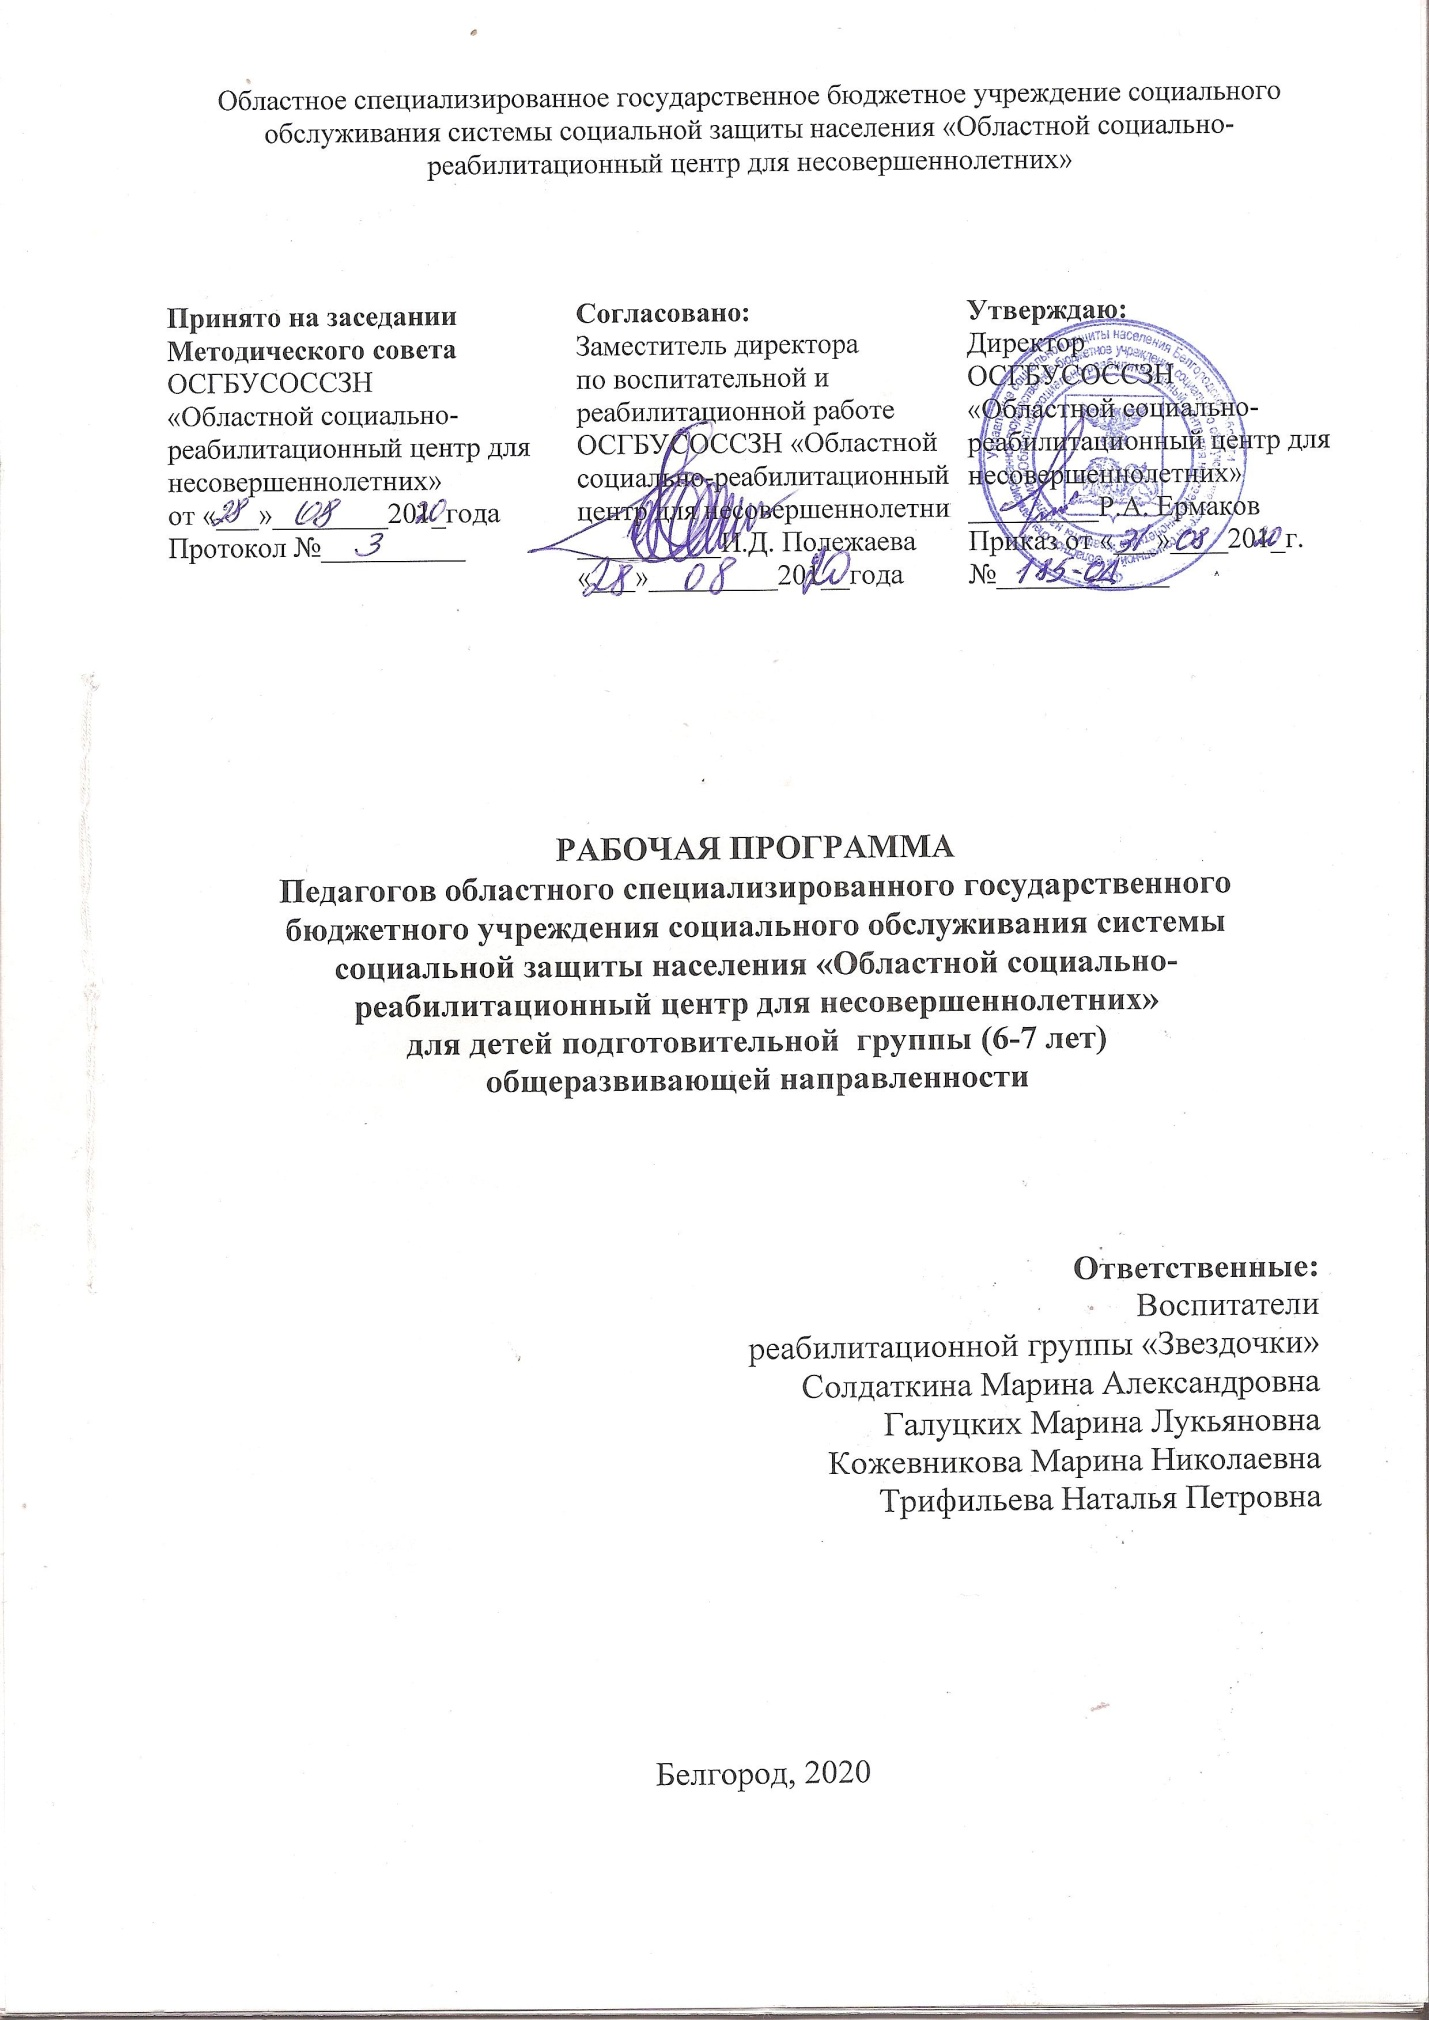 Областное специализированное государственное бюджетное учреждение социального
обслуживания системы социальной защиты населения «Областной социально-
реабилитационный центр для несовершеннолетних»
Принято на заседании
Методического совета
ОСГБУСОССЗН
«Областной социально-
реабилитационный центр для
несовершеннолетних»
от «28» 08 2020 года
Протокол № 3
Согласовано:
Заместитель директора
по воспитательной и
реабилитационной работе
ОСГБУСОССЗН «Областной
социально-реабилитационный
центр для несовершеннолетни
И.Д. Полежаева
«28» 08 2020 года
Утверждаю:
Директор
ОСГБУСОССЗН
«Областной социально-
реабилитационный центр для
несовершеннолетних»
Р.А. Ермаков
Приказ от «31» 08 2020 г.
№ 185-ОД
РАБОЧАЯ ПРОГРАММА
Педагогов областного специализированного государственного
бюджетного учреждения социального обслуживания системы
социальной защиты населения «Областной социально-
реабилитационный центр для несовершеннолетних»
для детей подготовительной группы (6-7 лет)
общеразвивающей направленности
Ответственные:
Воспитатели
реабилитационной группы «Звездочки»
Солдаткина Марина Александровна
Галуцких Марина Лукьяновна
Кожевникова Марина Николаевна
Трифильева Наталья Петровна
Белгород, 2020